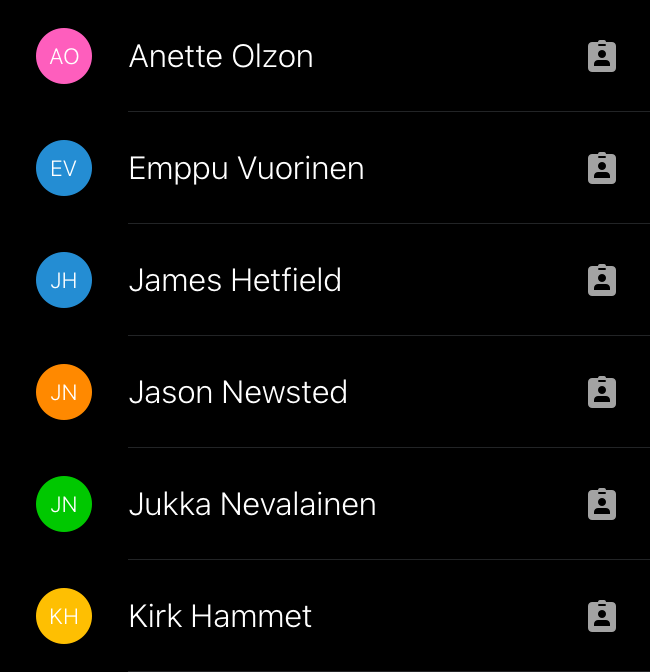 AO Anette Olzon
EV Emppu Vuorinen
JH James Hetfield
JN Jason Newsted
JN Jukka Nevalainen
KH Kirk Hammet